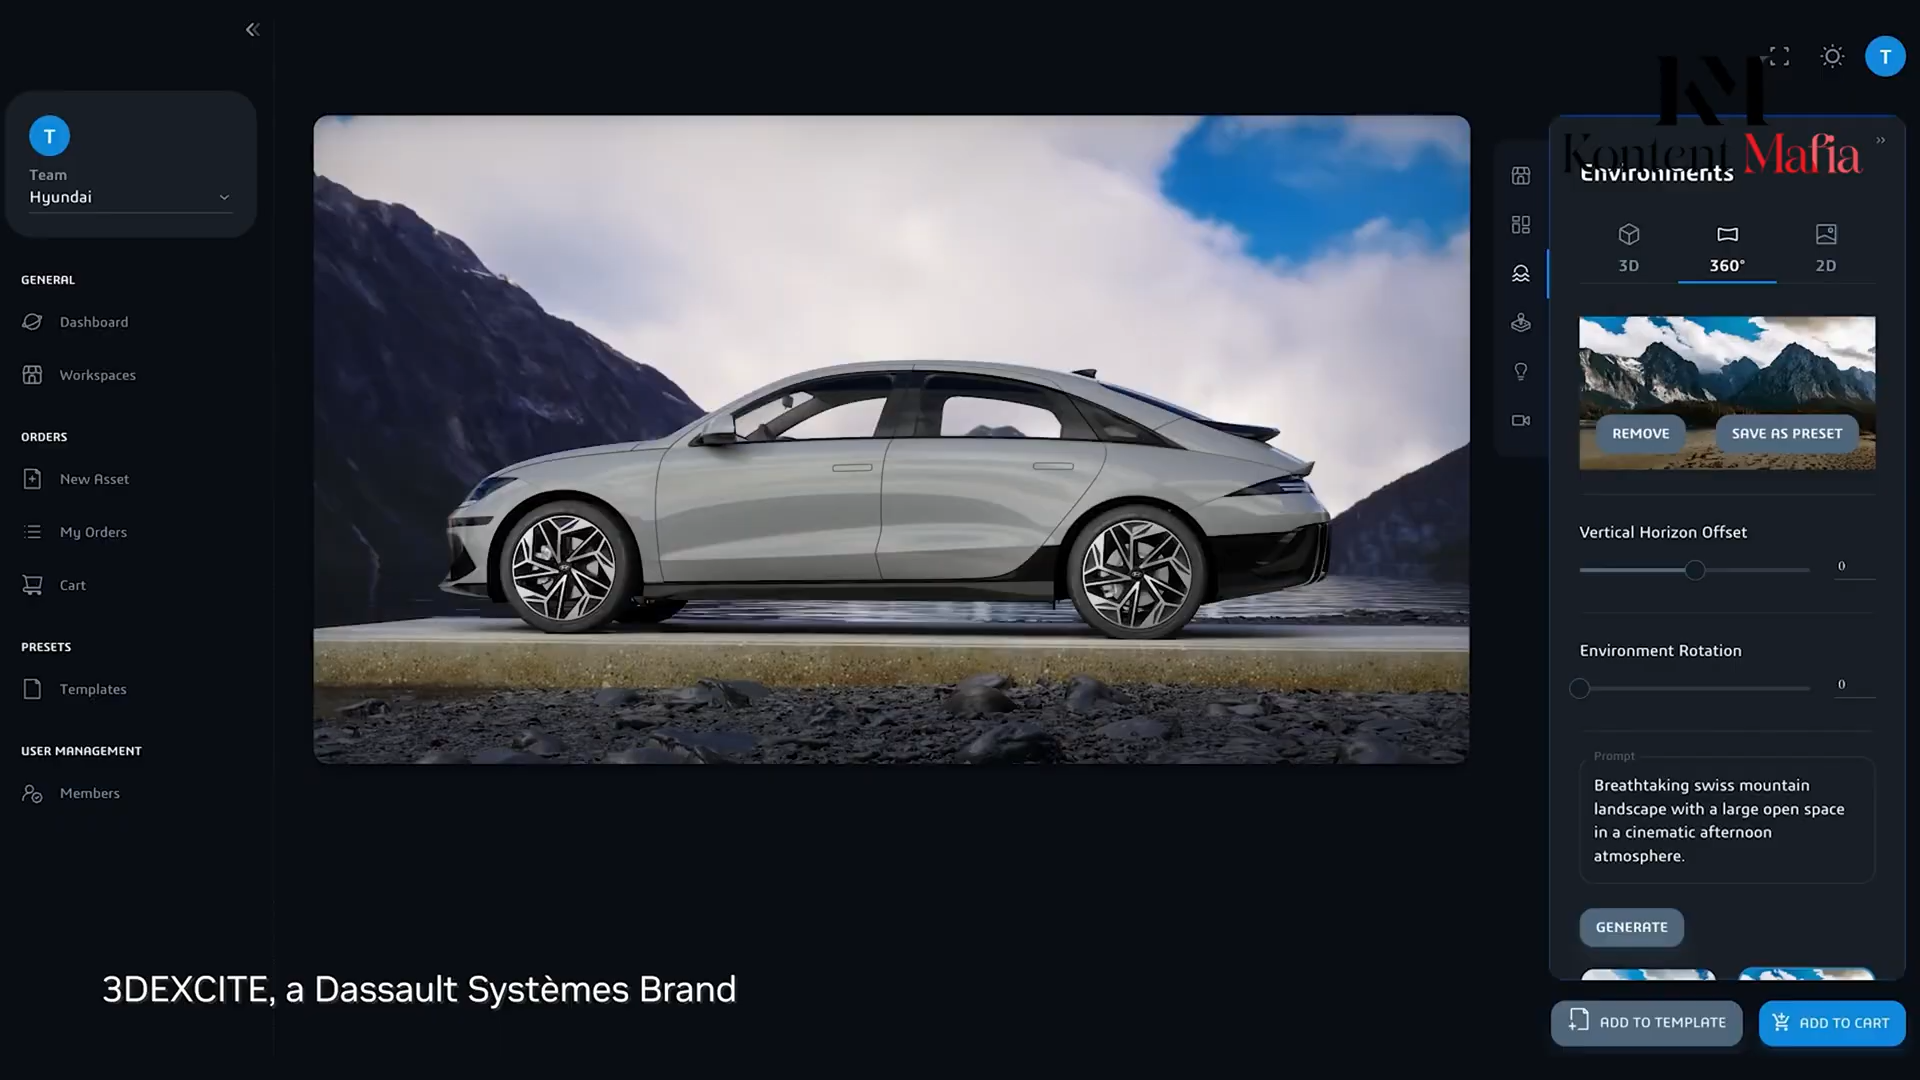 T
Team
Hyundai
GENERAL
Dashboard
Workspaces
ORDERS
New Asset
My Orders
Cart
PRESETS
Templates
USER MANAGEMENT
Members
3DEXCITE, a Dassault Systèmes Brand
T
KM
Kontent Mafia
Environments
3D
360°
2D
REMOVE
SAVE AS PRESET
Vertical Horizon Offset
0
Environment Rotation
0
Prompt
Breathtaking swiss mountain
landscape with a large open space
in a cinematic afternoon
atmosphere.
GENERATE
ADD TO TEMPLATE
ADD TO CART